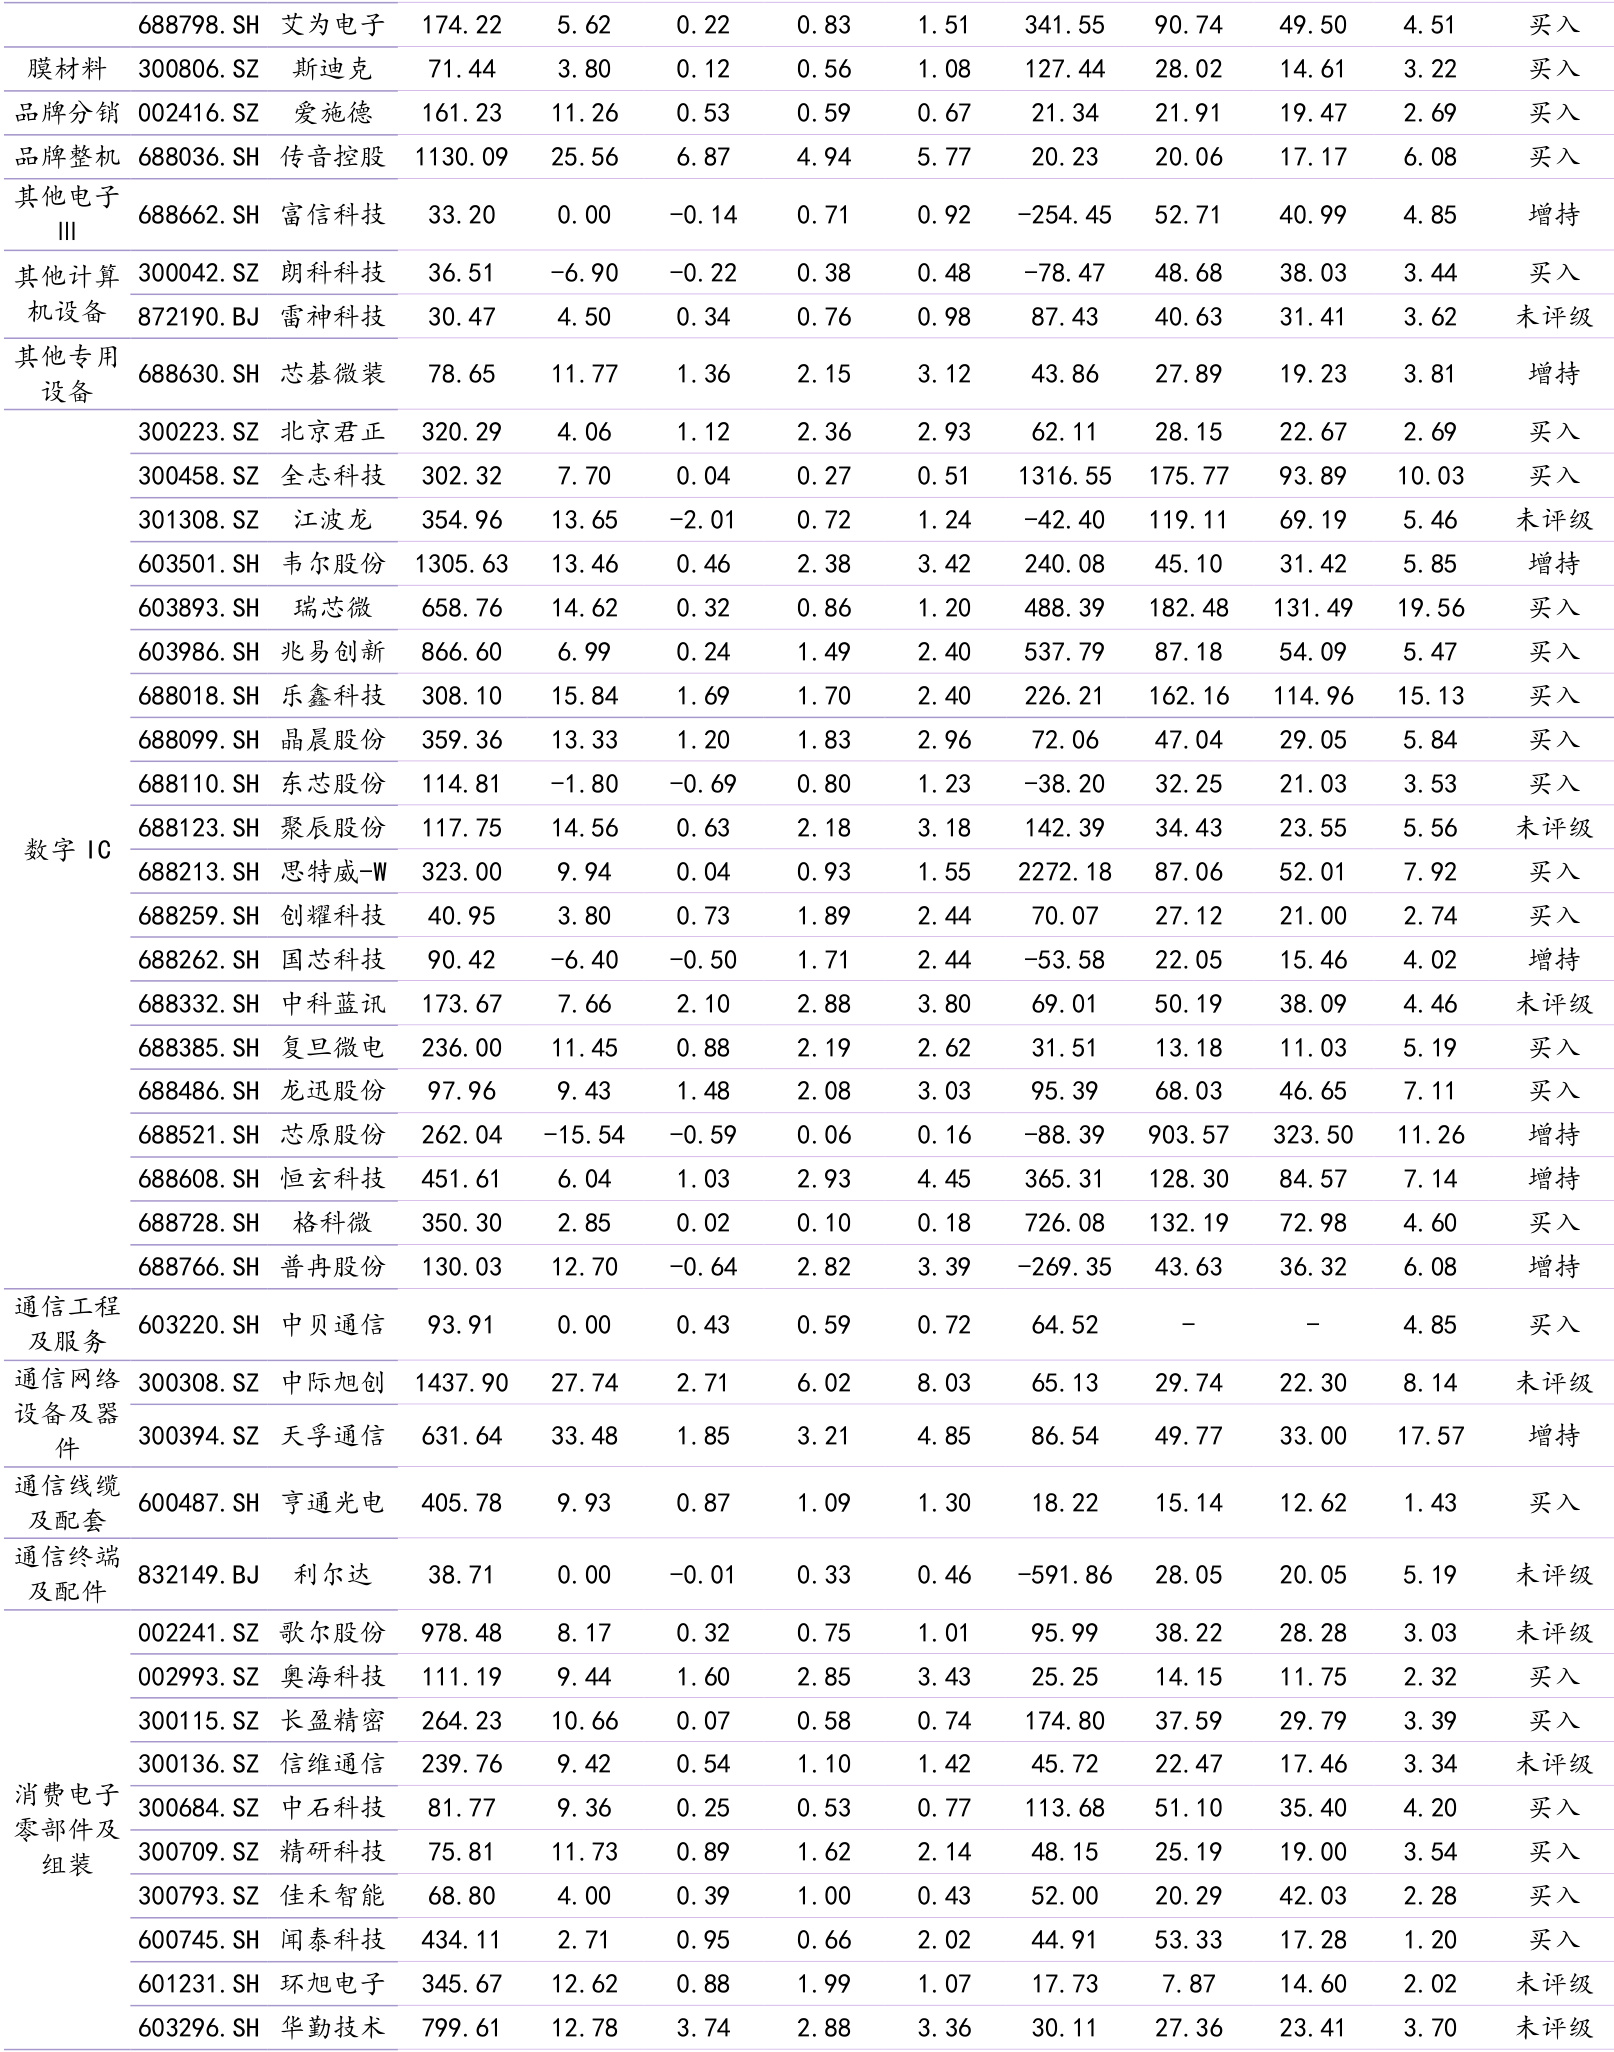 688798.SH 艾为电子 174.22 5.62 0.22 0.83 1.51 341.55 90.74 49.50 4.51 买入
膜材料 300806.SZ 斯迪克 71.44 3.80 0.12 0.56 1.08 127.44 28.02 14.61 3.22 买入
品牌分销 002416.SZ 爱施德 161.23 11.26 0.53 0.59 0.67 21.34 21.91 19.47 2.69 买入
品牌整机 688036.SH 传音控股 1130.09 25.56 6.87 4.94 5.77 20.23 20.06 17.17 6.08 买入
其他电子
III
688662.SH 富信科技 33.20 0.00 -0.14 0.71 0.92 -254.45 52.71 40.99 4.85 增持
其他计算
机设备
300042.SZ 朗科科技 36.51 -6.90 -0.22 0.38 0.48 -78.47 48.68 38.03 3.44 买入
872190.BJ 雷神科技 30.47 4.50 0.34 0.76 0.98 87.43 40.63 31.41 3.62 未评级
其他专用
设备
688630.SH 芯碁微装 78.65 11.77 1.36 2.15 3.12 43.86 27.89 19.23 3.81 增持
数字 IC
300223.SZ 北京君正 320.29 4.06 1.12 2.36 2.93 62.11 28.15 22.67 2.69 买入
300458.SZ 全志科技 302.32 7.70 0.04 0.27 0.51 1316.55 175.77 93.89 10.03 买入
301308.SZ 江波龙 354.96 13.65 -2.01 0.72 1.24 -42.40 119.11 69.19 5.46 未评级
603501.SH 韦尔股份 1305.63 13.46 0.46 2.38 3.42 240.08 45.10 31.42 5.85 增持
603893.SH 瑞芯微 658.76 14.62 0.32 0.86 1.20 488.39 182.48 131.49 19.56 买入
603986.SH 兆易创新 866.60 6.99 0.24 1.49 2.40 537.79 87.18 54.09 5.47 买入
688018.SH 乐鑫科技 308.10 15.84 1.69 1.70 2.40 226.21 162.16 114.96 15.13 买入
688099.SH 晶晨股份 359.36 13.33 1.20 1.83 2.96 72.06 47.04 29.05 5.84 买入
688110.SH 东芯股份 114.81 -1.80 -0.69 0.80 1.23 -38.20 32.25 21.03 3.53 买入
688123.SH 聚辰股份 117.75 14.56 0.63 2.18 3.18 142.39 34.43 23.55 5.56 未评级
688213.SH 思特威-W 323.00 9.94 0.04 0.93 1.55 2272.18 87.06 52.01 7.92 买入
688259.SH 创耀科技 40.95 3.80 0.73 1.89 2.44 70.07 27.12 21.00 2.74 买入
688262.SH 国芯科技 90.42 -6.40 -0.50 1.71 2.44 -53.58 22.05 15.46 4.02 增持
688332.SH 中科蓝讯 173.67 7.66 2.10 2.88 3.80 69.01 50.19 38.09 4.46 未评级
688385.SH 复旦微电 236.00 11.45 0.88 2.19 2.62 31.51 13.18 11.03 5.19 买入
688486.SH 龙迅股份 97.96 9.43 1.48 2.08 3.03 95.39 68.03 46.65 7.11 买入
688521.SH 芯原股份 262.04 -15.54 -0.59 0.06 0.16 -88.39 903.57 323.50 11.26 增持
688608.SH 恒玄科技 451.61 6.04 1.03 2.93 4.45 365.31 128.30 84.57 7.14 增持
688728.SH 格科微 350.30 2.85 0.02 0.10 0.18 726.08 132.19 72.98 4.60 买入
688766.SH 普冉股份 130.03 12.70 -0.64 2.82 3.39 -269.35 43.63 36.32 6.08 增持
通信工程
及服务
603220.SH 中贝通信 93.91 0.00 0.43 0.59 0.72 64.52 - - 4.85 买入
通信网络
设备及器
件
300308.SZ 中际旭创 1437.90 27.74 2.71 6.02 8.03 65.13 29.74 22.30 8.14 未评级
300394.SZ 天孚通信 631.64 33.48 1.85 3.21 4.85 86.54 49.77 33.00 17.57 增持
通信线缆
及配套
600487.SH 亨通光电 405.78 9.93 0.87 1.09 1.30 18.22 15.14 12.62 1.43 买入
通信终端
及配件
832149.BJ 利尔达 38.71 0.00 -0.01 0.33 0.46 -591.86 28.05 20.05 5.19 未评级
消费电子
零部件及
组装
002241.SZ 歌尔股份 978.48 8.17 0.32 0.75 1.01 95.99 38.22 28.28 3.03 未评级
002993.SZ 奥海科技 111.19 9.44 1.60 2.85 3.43 25.25 14.15 11.75 2.32 买入
300115.SZ 长盈精密 264.23 10.66 0.07 0.58 0.74 174.80 37.59 29.79 3.39 买入
300136.SZ 信维通信 239.76 9.42 0.54 1.10 1.42 45.72 22.47 17.46 3.34 未评级
300684.SZ 中石科技 81.77 9.36 0.25 0.53 0.77 113.68 51.10 35.40 4.20 买入
300709.SZ 精研科技 75.81 11.73 0.89 1.62 2.14 48.15 25.19 19.00 3.54 买入
300793.SZ 佳禾智能 68.80 4.00 0.39 1.00 0.43 52.00 20.29 42.03 2.28 买入
600745.SH 闻泰科技 434.11 2.71 0.95 0.66 2.02 44.91 53.33 17.28 1.20 买入
601231.SH 环旭电子 345.67 12.62 0.88 1.99 1.07 17.73 7.87 14.60 2.02 未评级
603296.SH 华勤技术 799.61 12.78 3.74 2.88 3.36 30.11 27.36 23.41 3.70 未评级